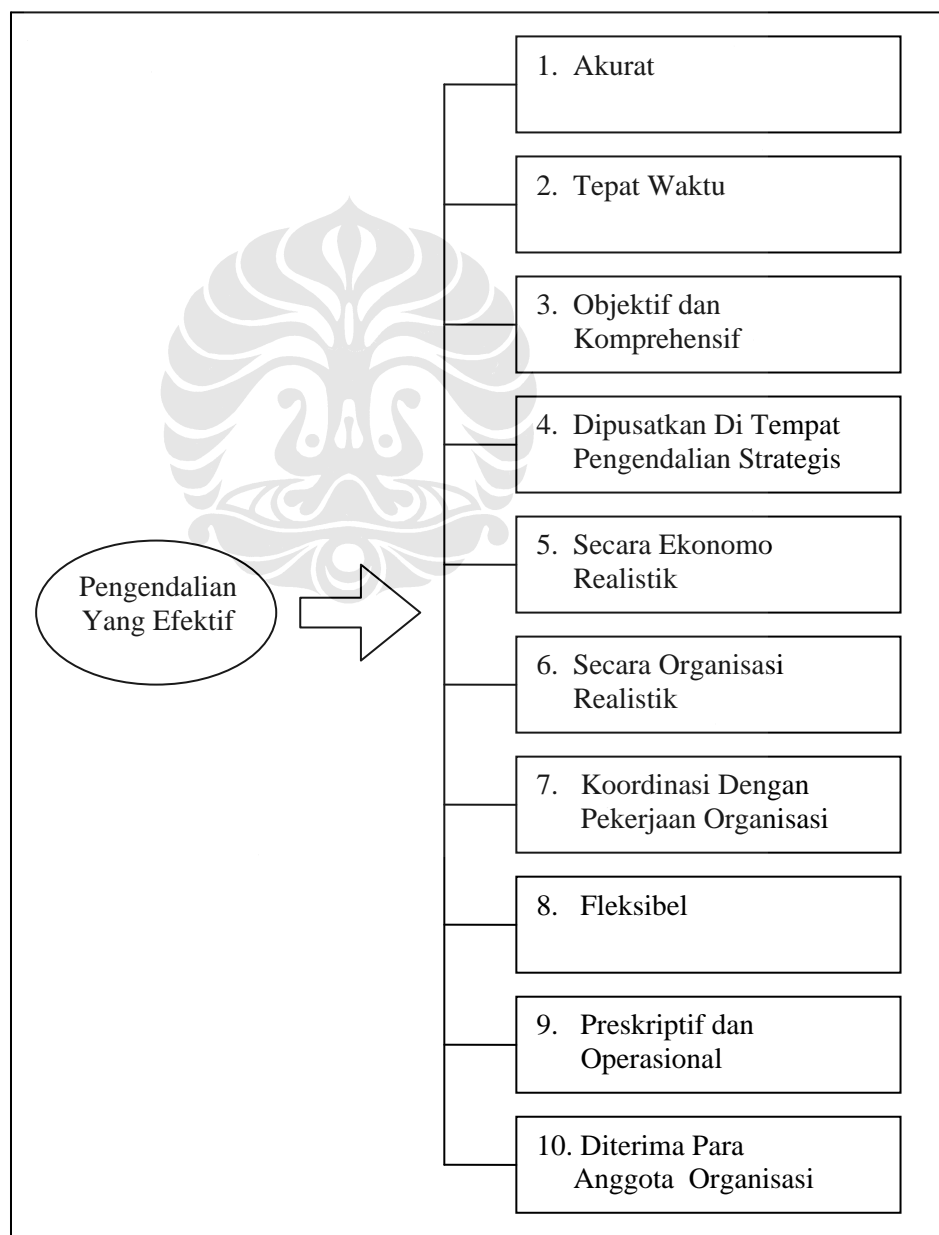 1. Akurat
2. Tepat Waktu
3. Objektif dan
Komprehensif
4. Dipusatkan Di Tempat
Pengendalian Strategis
5. Secara Ekonomo
Realistik
Pengendalian
Yang Efektif
6. Secara Organisasi
Realistik
7. Koordinasi Dengan
Pekerjaan Organisasi
8. Fleksibel
9. Preskriptif dan
Operasional
10. Diterima Para
Anggota Organisasi